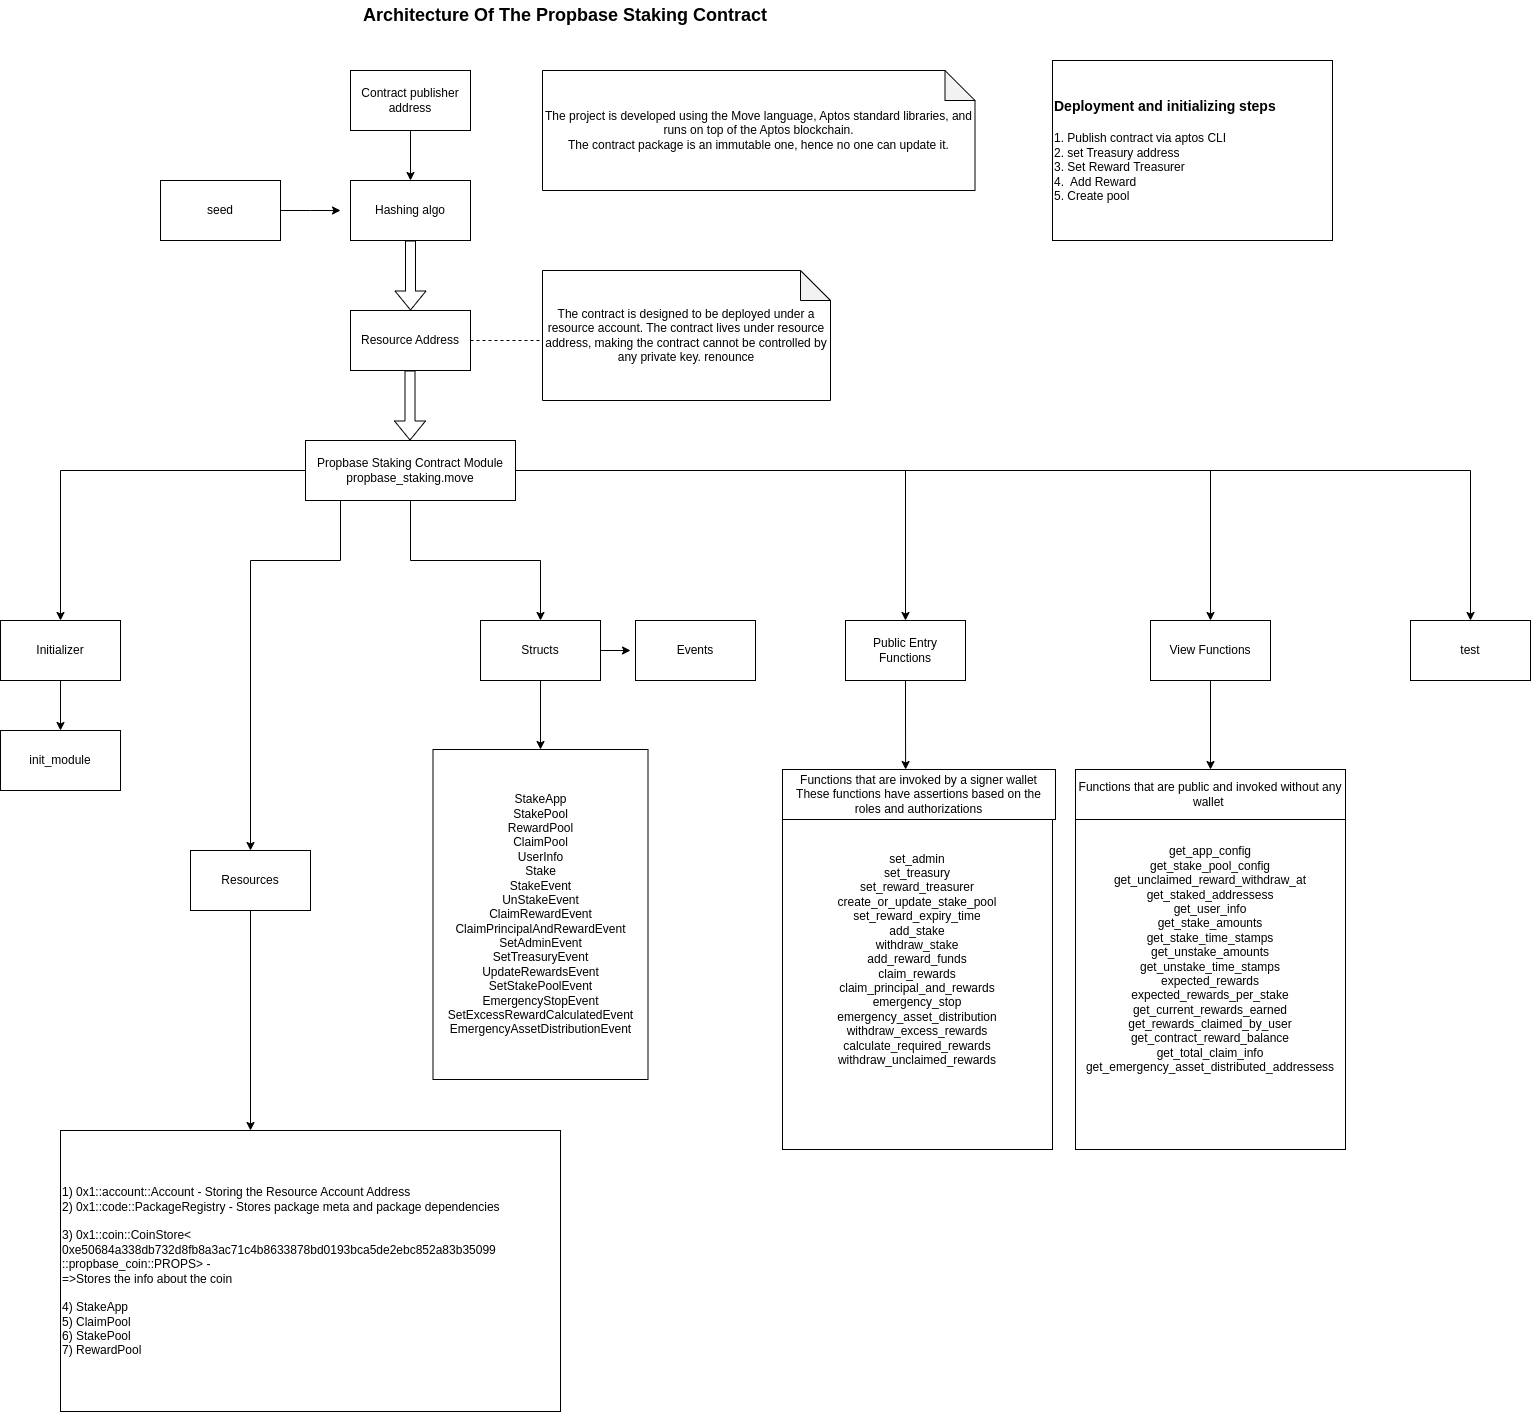 Architecture Of The Propbase Staking Contract
Contract publisher
address
The project is developed using the Move language, Aptos standard libraries, and
runs on top of the Aptos blockchain.
The contract package is an immutable one, hence no one can update it.
Deployment and initializing steps
1. Publish contract via aptos CLI
2. set Treasury address
3. Set Reward Treasurer
4.  Add Reward
5. Create pool
seed
Hashing algo
Resource Address
The contract is designed to be deployed under a
resource account. The contract lives under resource
address, making the contract cannot be controlled by
any private key. renounce
Propbase Staking Contract Module
propbase_staking.move
Initializer
Structs
Events
Public Entry
Functions
View Functions
test
init_module
Resources
StakeApp
StakePool
RewardPool
ClaimPool
UserInfo
Stake
StakeEvent
UnStakeEvent
ClaimRewardEvent
ClaimPrincipalAndRewardEvent
SetAdminEvent
SetTreasuryEvent
UpdateRewardsEvent
SetStakePoolEvent
EmergencyStopEvent
SetExcessRewardCalculatedEvent
EmergencyAssetDistributionEvent
Functions that are invoked by a signer wallet
These functions have assertions based on the
roles and authorizations
set_admin
set_treasury
set_reward_treasurer
create_or_update_stake_pool
set_reward_expiry_time
add_stake
withdraw_stake
add_reward_funds
claim_rewards
claim_principal_and_rewards
emergency_stop
emergency_asset_distribution
withdraw_excess_rewards
calculate_required_rewards
withdraw_unclaimed_rewards
Functions that are public and invoked without any
wallet
get_app_config
get_stake_pool_config
get_unclaimed_reward_withdraw_at
get_staked_addressess
get_user_info
get_stake_amounts
get_stake_time_stamps
get_unstake_amounts
get_unstake_time_stamps
expected_rewards
expected_rewards_per_stake
get_current_rewards_earned
get_rewards_claimed_by_user
get_contract_reward_balance
get_total_claim_info
get_emergency_asset_distributed_addressess
1) 0x1::account::Account - Storing the Resource Account Address
2) 0x1::code::PackageRegistry - Stores package meta and package dependencies
3) 0x1::coin::CoinStore<
0xe50684a338db732d8fb8a3ac71c4b8633878bd0193bca5de2ebc852a83b35099
::propbase_coin::PROPS> -
=>Stores the info about the coin
4) StakeApp
5) ClaimPool
6) StakePool
7) RewardPool